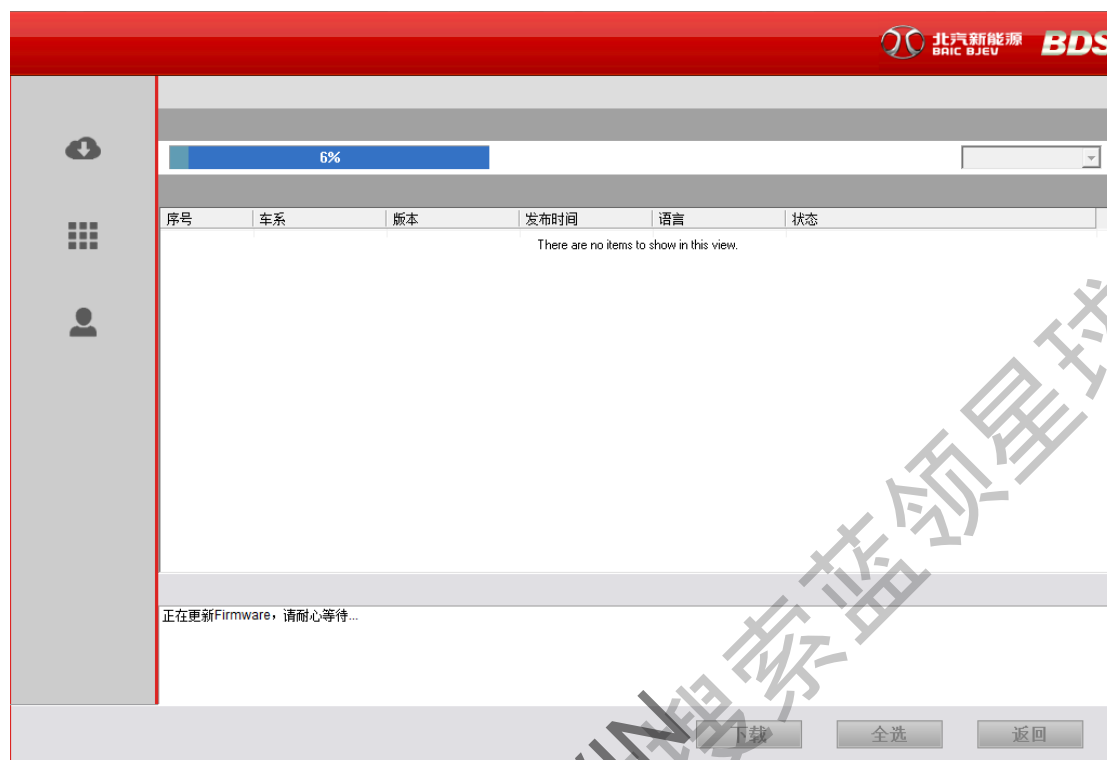 北汽新能源
BAIC BJEV
BDS
6%
序号 车系 版本 发布时间 语言 状态
There are no items to show in this view.
正在更新Firmware，请耐心等待...
搜索蓝领星球
下载 全选 返回